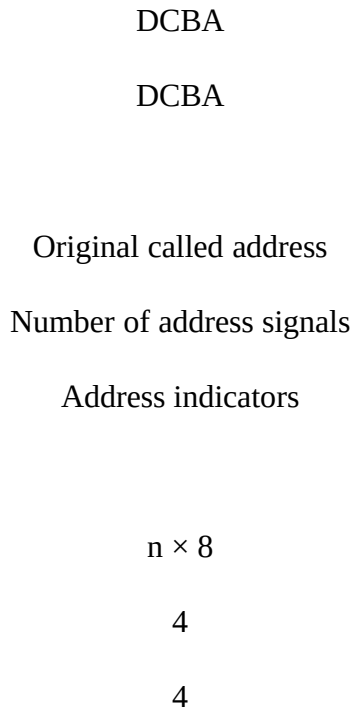 DCBA
DCBA
Original called address
Number of address signals
Address indicators
n × 8
4
4